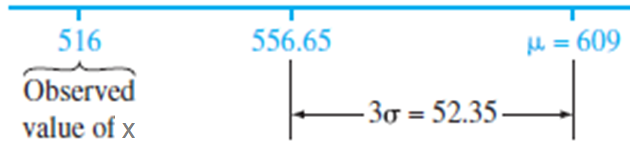 516 556.65 μ = 609
Observed
value of x
3σ = 52.35